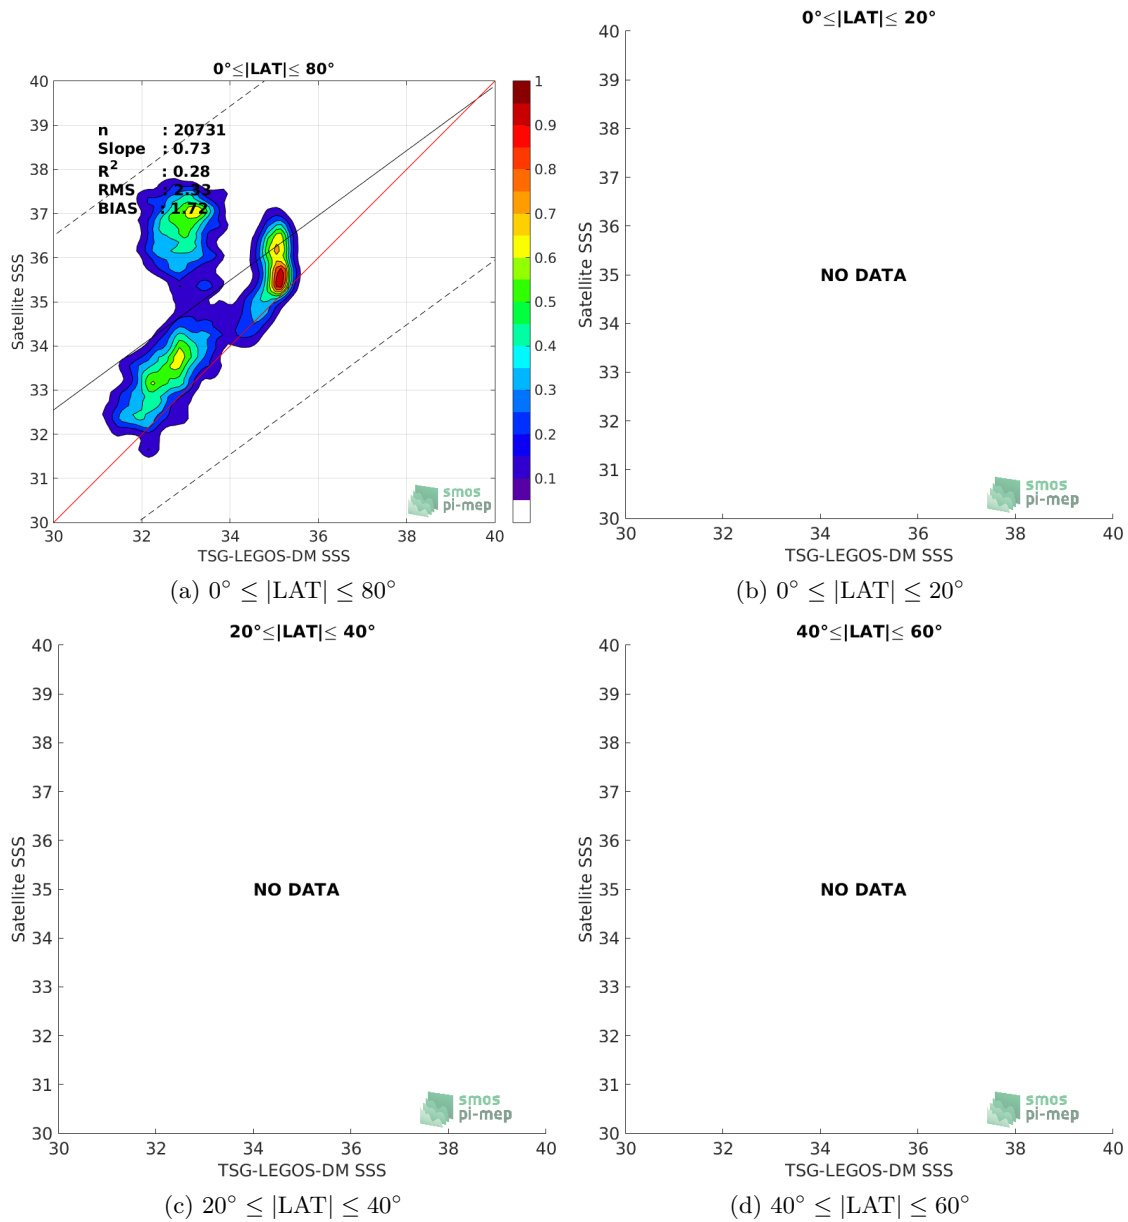 0°≤|LAT|≤ 80°
40
39
38
37
36
35
34
33
32
31
30
Satellite SSS
n : 20731
Slope : 0.73
R² : 0.28
RMS : 2.33
BIAS : 1.72
1
0.9
0.8
0.7
0.6
0.5
0.4
0.3
0.2
0.1
smos
pi-mep
30 32 34 36 38 40
TSG-LEGOS-DM SSS
(a) 0° ≤ |LAT| ≤ 80°
0°≤|LAT|≤ 20°
40
39
38
37
36
35
34
33
32
31
30
Satellite SSS
NO DATA
smos
pi-mep
30 32 34 36 38 40
TSG-LEGOS-DM SSS
(b) 0° ≤ |LAT| ≤ 20°
20°≤|LAT|≤ 40°
40
39
38
37
36
35
34
33
32
31
30
Satellite SSS
NO DATA
smos
pi-mep
30 32 34 36 38 40
TSG-LEGOS-DM SSS
(c) 20° ≤ |LAT| ≤ 40°
40°≤|LAT|≤ 60°
40
39
38
37
36
35
34
33
32
31
30
Satellite SSS
NO DATA
smos
pi-mep
30 32 34 36 38 40
TSG-LEGOS-DM SSS
(d) 40° ≤ |LAT| ≤ 60°